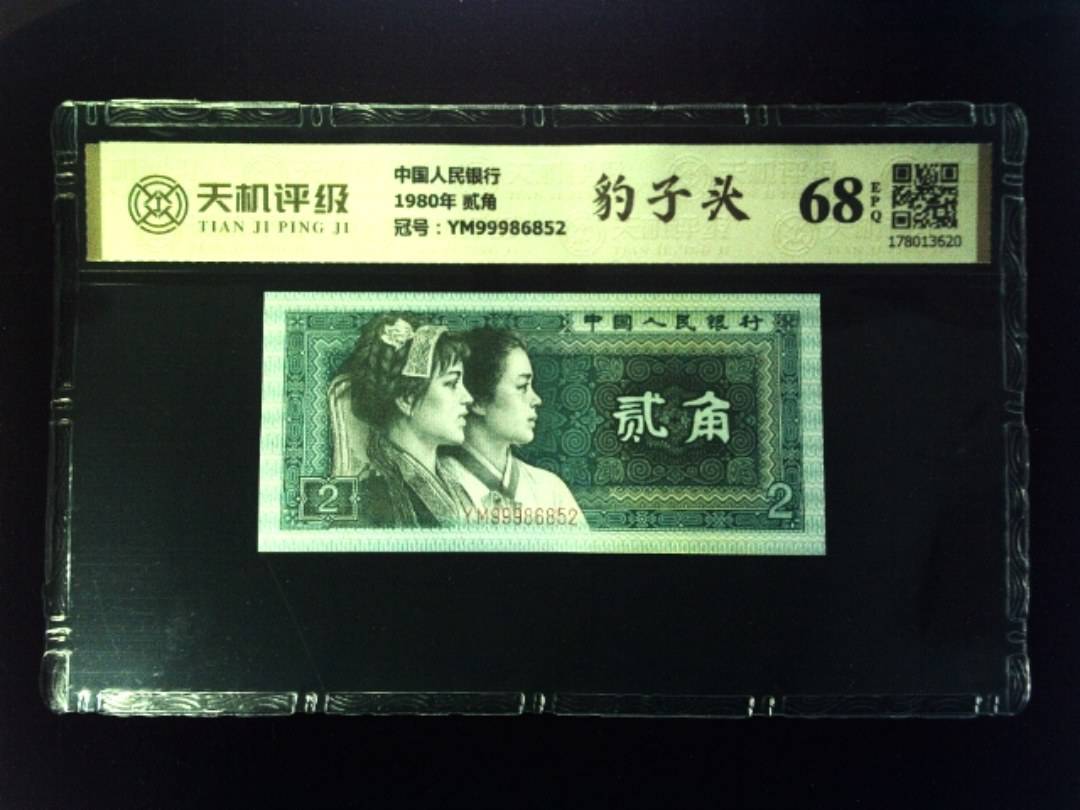 天机评级
TIAN JI PING JI
中国人民银行
1980年 贰角
冠号：YM99986852
豹子头
68
EPQ
178013620
中国人民银行
贰角
2
2
YM99986852